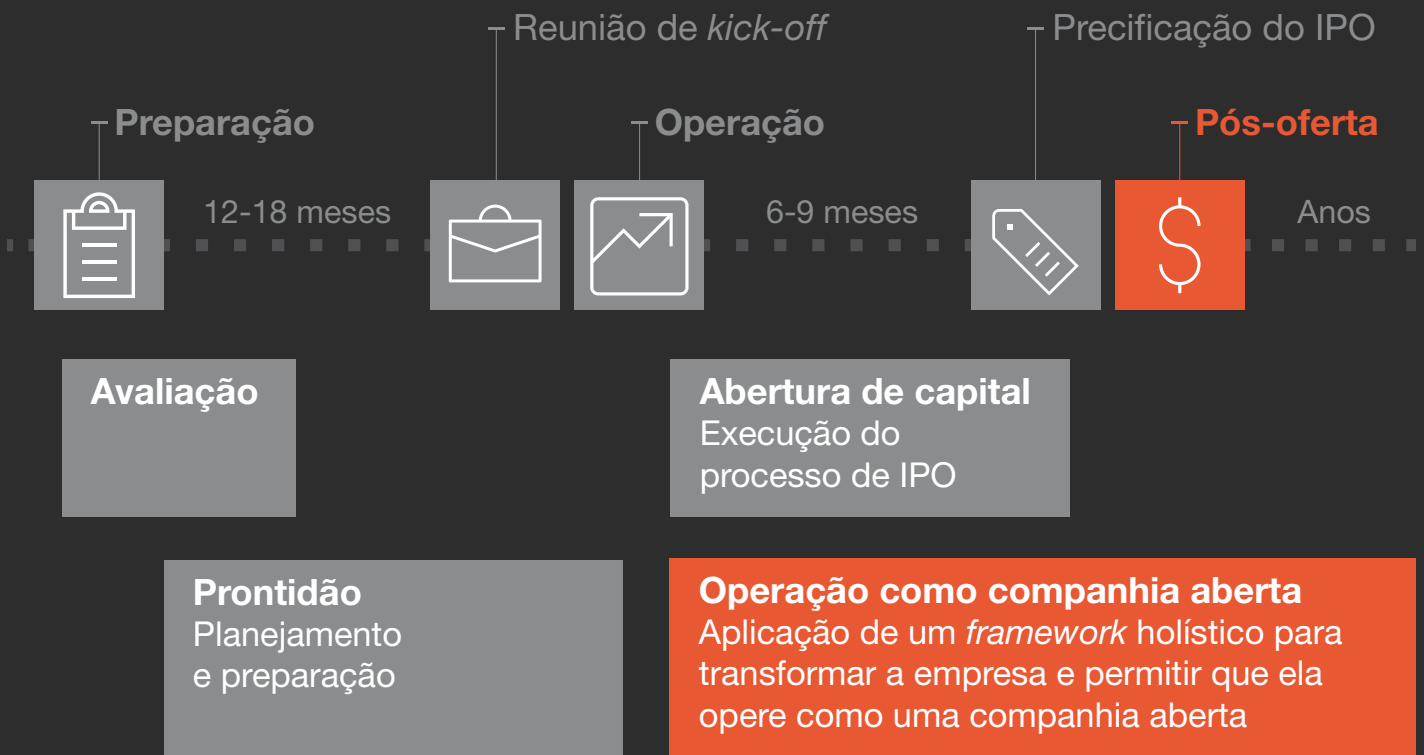 Reunião de kick-off
Precificação do IPO
Preparação
Operação
Pós-oferta
12-18 meses
6-9 meses
Anos
Avaliação
Abertura de capital
Execução do
processo de IPO
Prontidão
Planejamento
e preparação
Operação como companhia aberta
Aplicação de um framework holístico para
transformar a empresa e permitir que ela
opere como uma companhia aberta